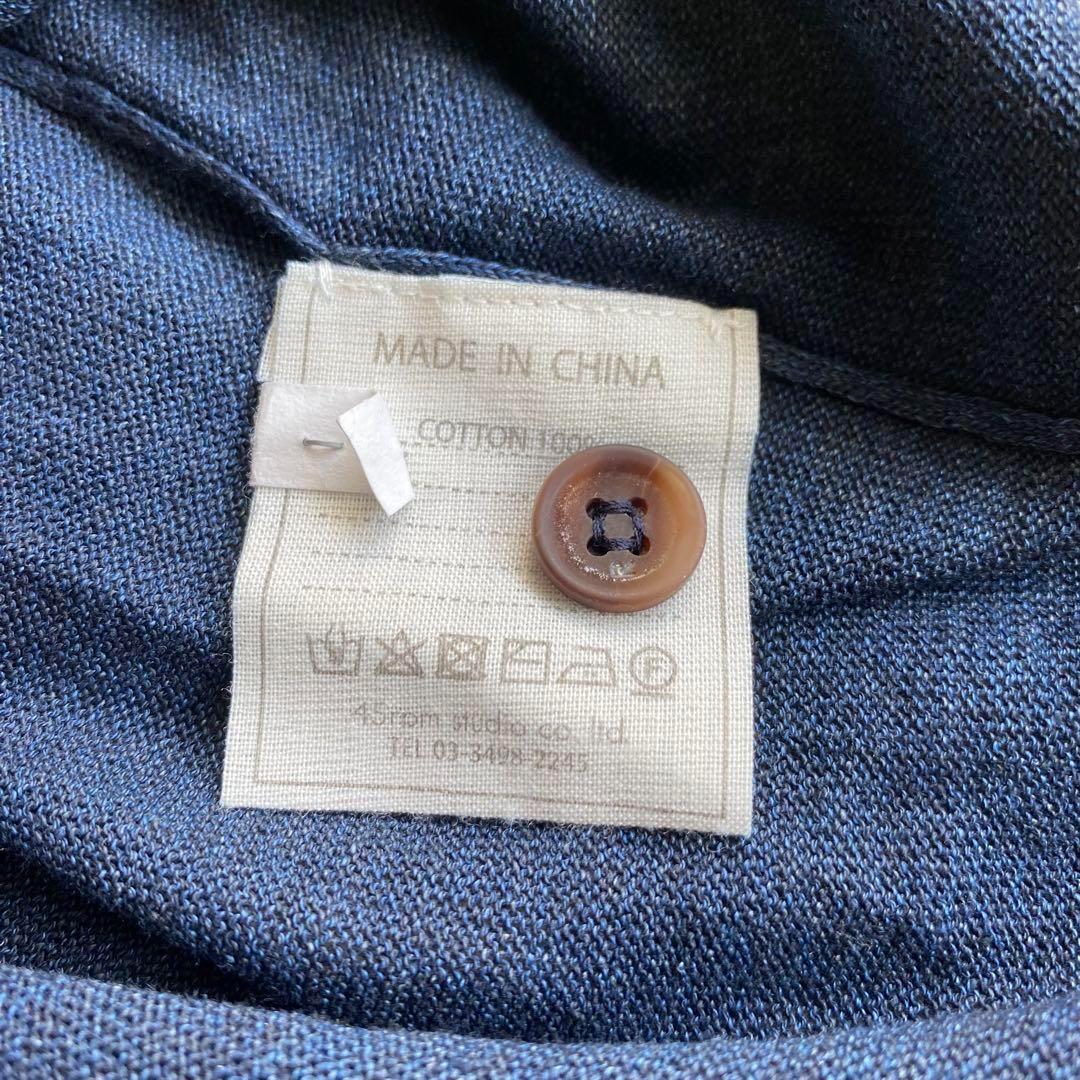 MADE IN CHINA
COTTON 100%
45rpm studio co. ltd.
TEL 03-3498-2245
F